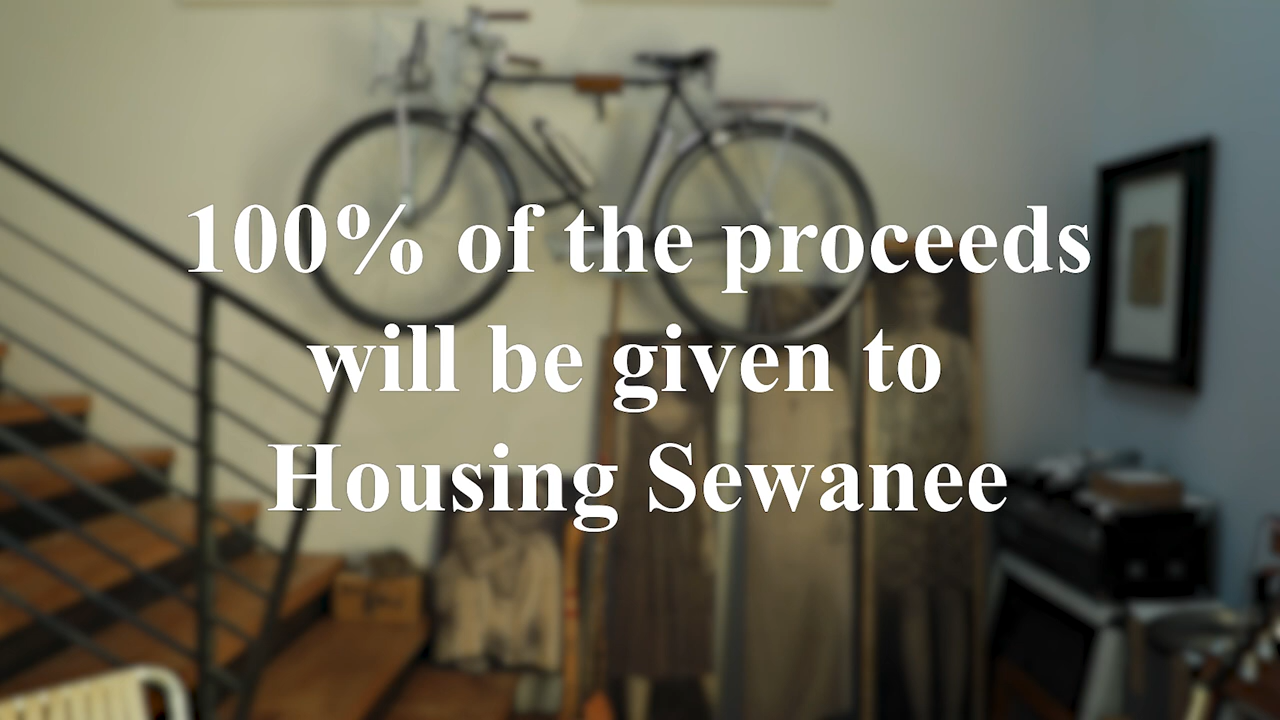 100% of the proceeds
will be given to
Housing Sewanee